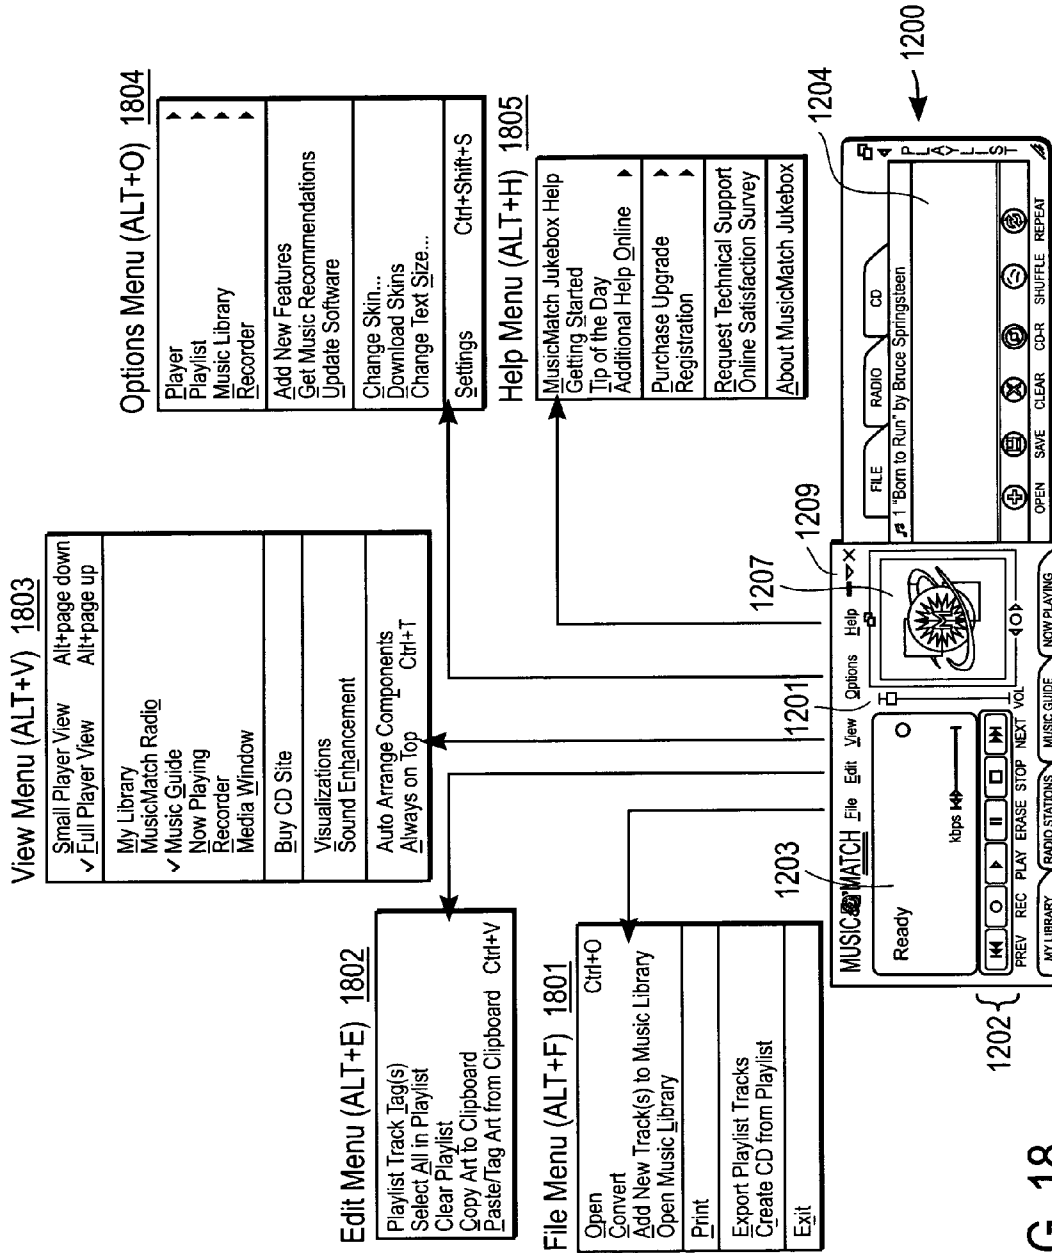 View Menu (ALT+V) 1803
Small Player View Alt+page down
✓ Full Player View Alt+page up
My Library
MusicMatch Radio
✓ Music Guide
Now Playing
Recorder
Media Window
Buy CD Site
Visualizations
Sound Enhancement
Auto Arrange Components
Always on Top Ctrl+T
Options Menu (ALT+O) 1804
Player
Playlist
Music Library
Recorder
Add New Features
Get Music Recommendations
Update Software
Change Skin...
Download Skins
Change Text Size...
Settings Ctrl+Shift+S
Edit Menu (ALT+E) 1802
Playlist Track Tag(s)
Select All in Playlist
Clear Playlist
Copy Art to Clipboard
Paste/Tag Art from Clipboard Ctrl+V
Help Menu (ALT+H) 1805
MusicMatch Jukebox Help
Getting Started
Tip of the Day
Additional Help Online
Purchase Upgrade
Registration
Request Technical Support
Online Satisfaction Survey
About MusicMatch Jukebox
File Menu (ALT+F) 1801
Open Ctrl+O
Convert
Add New Track(s) to Music Library
Open Music Library
Print
Export Playlist Tracks
Create CD from Playlist
Exit
1203
1201
1207
1209
1204
1200
MUSIC MATCH File Edit View Options Help
Ready
kbps
VOL
FILE RADIO CD
1 "Born to Run" by Bruce Springsteen
PLAYLIST
1202
PREV REC PLAY ERASE STOP NEXT
OPEN SAVE CLEAR CD-R SHUFFLE REPEAT
MY LIBRARY RADIO STATIONS MUSIC GUIDE NOW PLAYING
G. 18